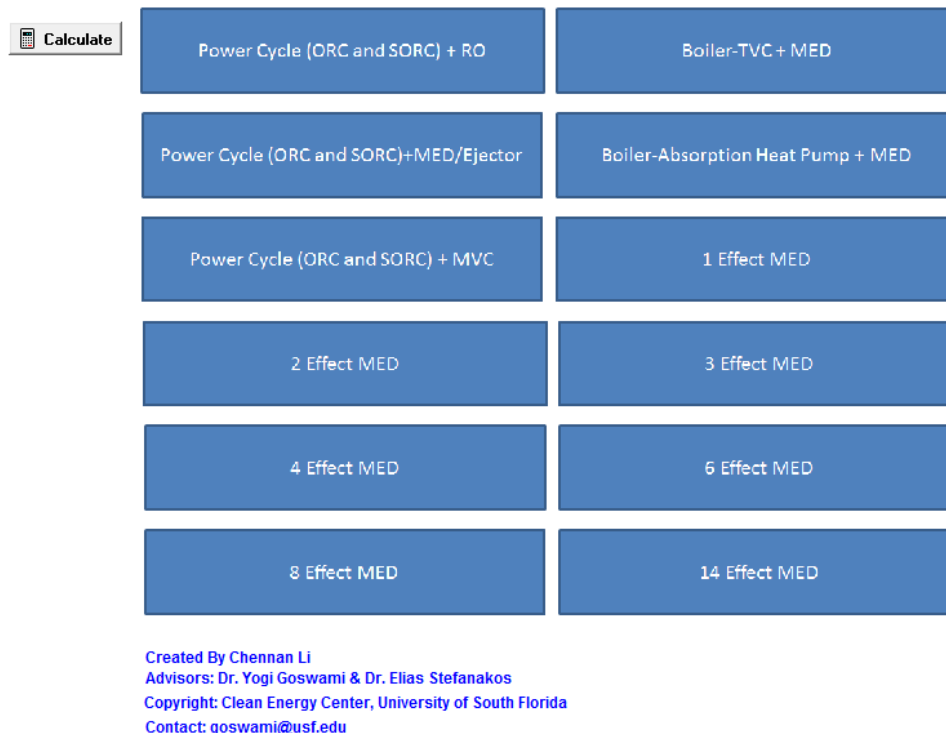 Calculate
Power Cycle (ORC and SORC) + RO
Boiler-TVC + MED
Power Cycle (ORC and SORC)+MED/Ejector
Boiler-Absorption Heat Pump + MED
Power Cycle (ORC and SORC) + MVC
1 Effect MED
2 Effect MED
3 Effect MED
4 Effect MED
6 Effect MED
8 Effect MED
14 Effect MED
Created By Chennan Li
Advisors: Dr. Yogi Goswami & Dr. Elias Stefanakos
Copyright: Clean Energy Center, University of South Florida
Contact: goswami@usf.edu